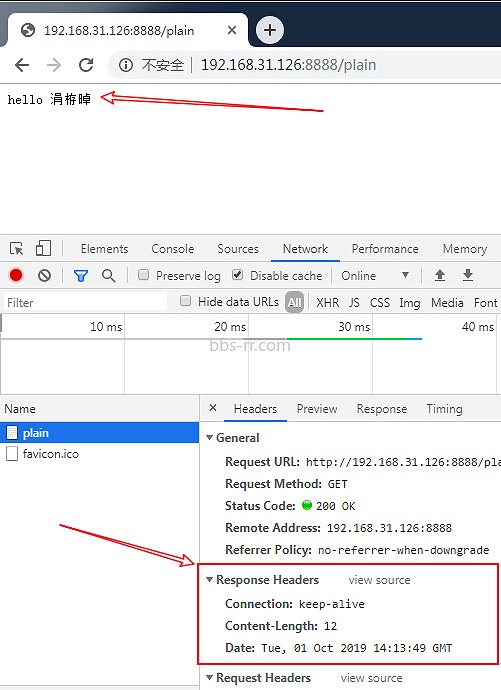 192.168.31.126:8888/plain
不安全 192.168.31.126:8888/plain
hello 涓栫晫
Elements Console Sources Network Performance Memory
Preserve log Disable cache Online
Filter Hide data URLs All XHR JS CSS Img Media Font
10 ms 20 ms 30 ms 40 ms
bbs-rr.com
Name Headers Preview Response Timing
plain
favicon.ico
General
Request URL: http://192.168.31.126:8888/pla
Request Method: GET
Status Code: 200 OK
Remote Address: 192.168.31.126:8888
Referrer Policy: no-referrer-when-downgrade
Response Headers view source
Connection: keep-alive
Content-Length: 12
Date: Tue, 01 Oct 2019 14:13:49 GMT
Request Headers view source